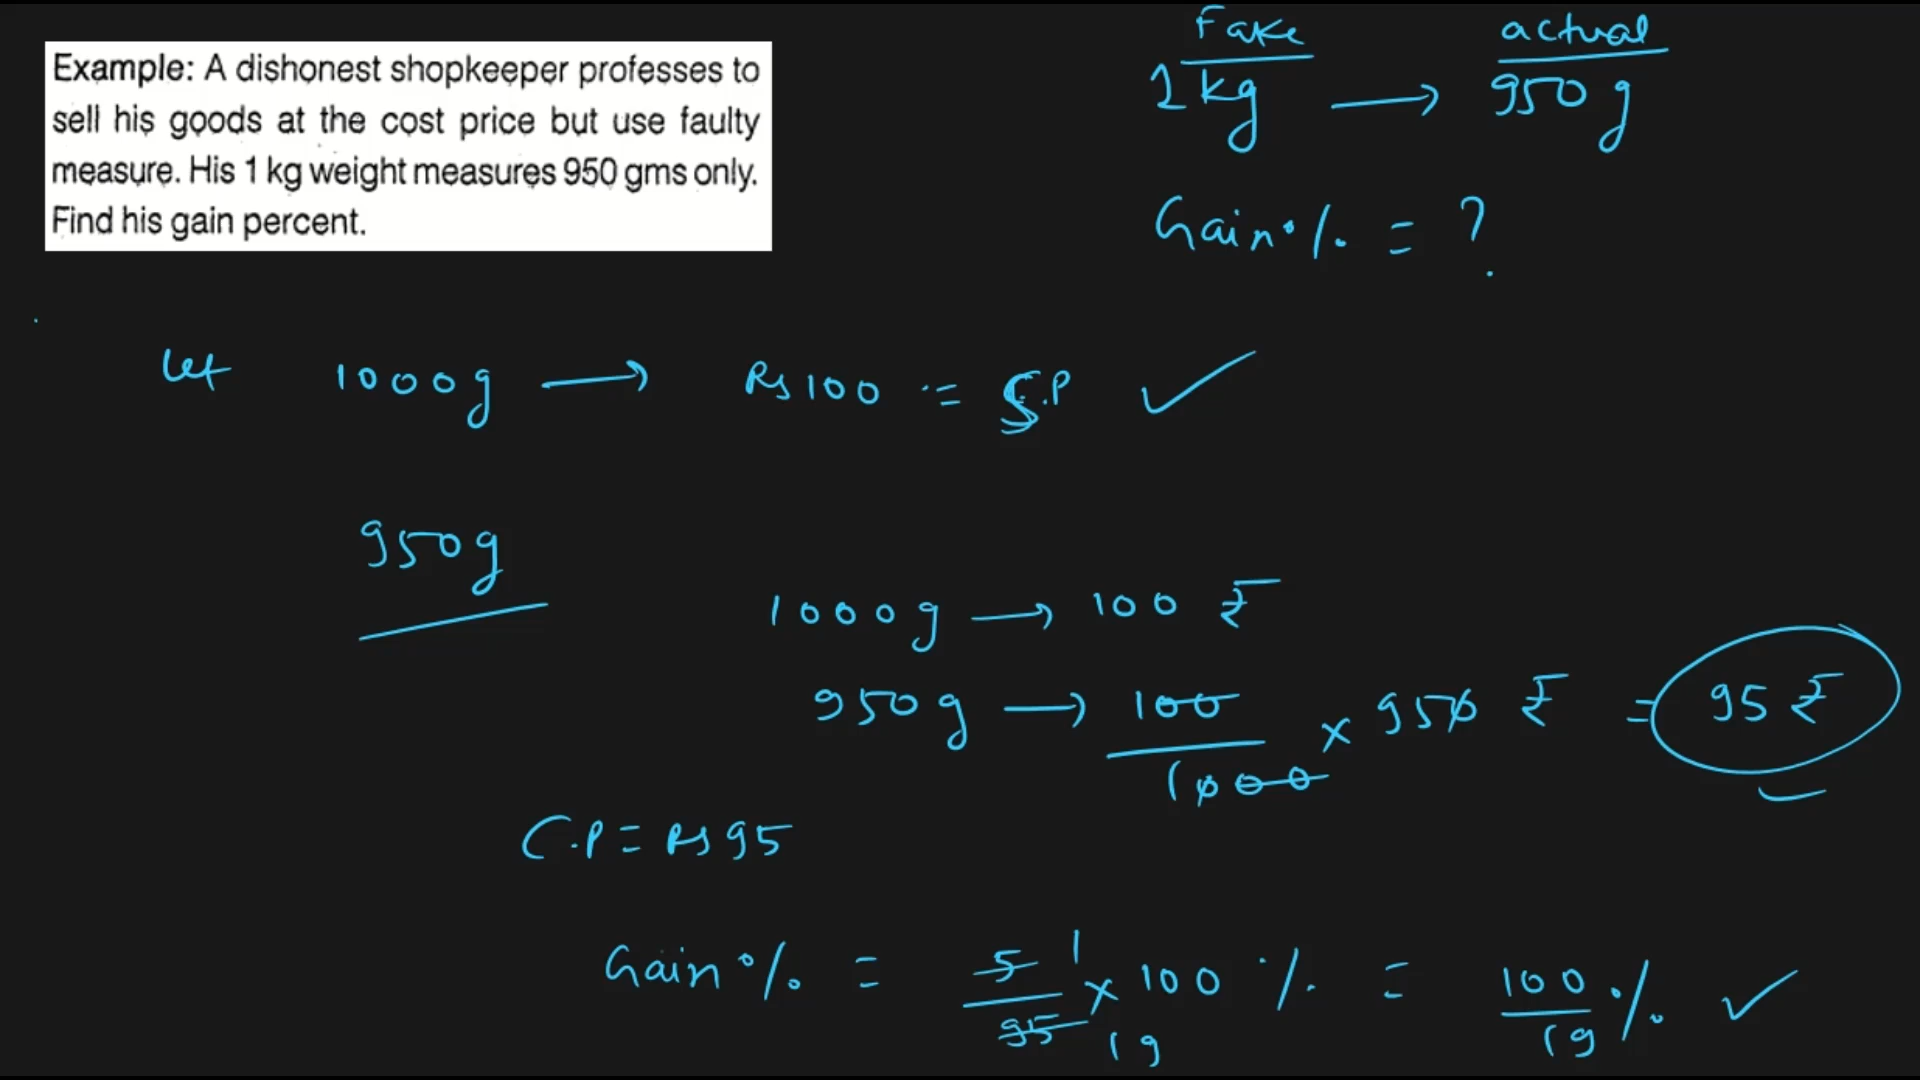 Example: A dishonest shopkeeper professes to
sell his goods at the cost price but use faulty
measure. His 1 kg weight measures 950 gms only.
Find his gain percent.
Fake actual
1 kg → 950 g
Gain % = ?
let 1000g → Rs 100 = S.P ✓
950g
1000g → 100 ₹
950g → 100/1000 × 950 ₹ = 95 ₹
C.P = Rs 95
Gain % = 5/95 1/19 × 100 % = 100/19 % ✓